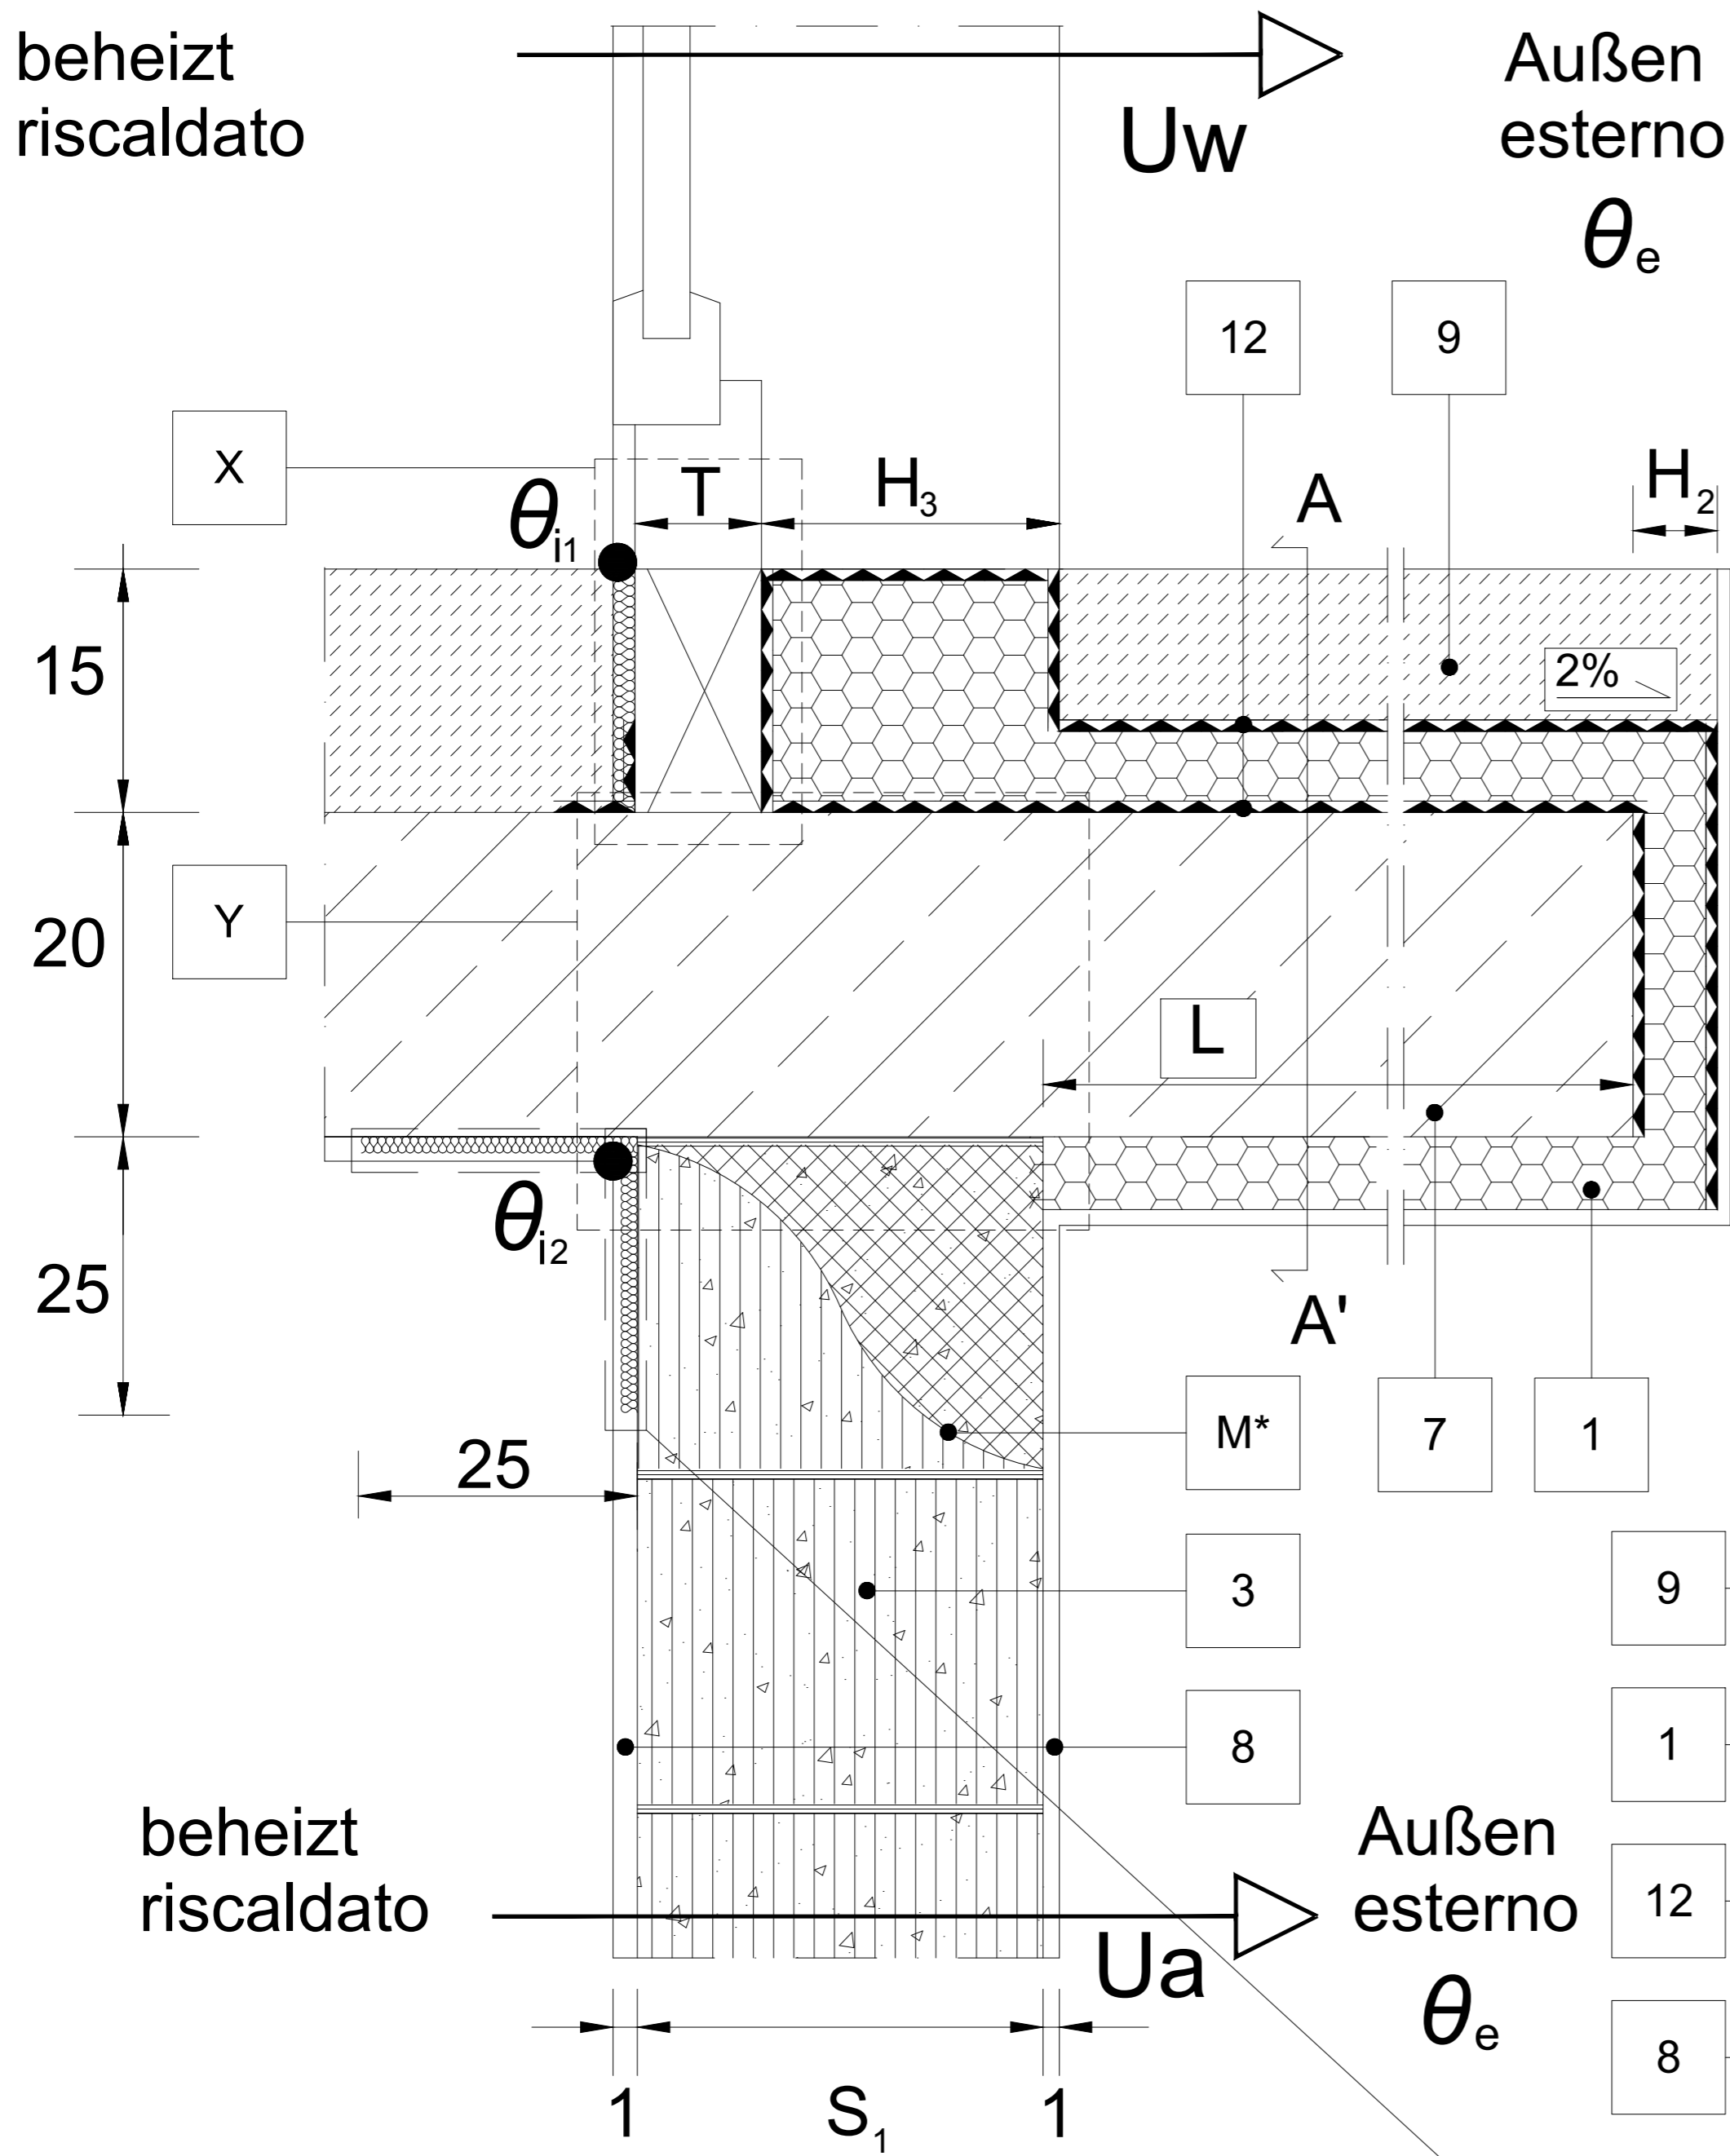 beheizt
riscaldato
Uw
Außen
esterno
θe
12
9
X
θi1
T
H3
A
H2
15
2%
20
Y
L
θi2
25
A'
M*
7
1
25
3
9
8
1
beheizt
riscaldato
Außen
esterno
12
Ua
θe
8
1
S1
1